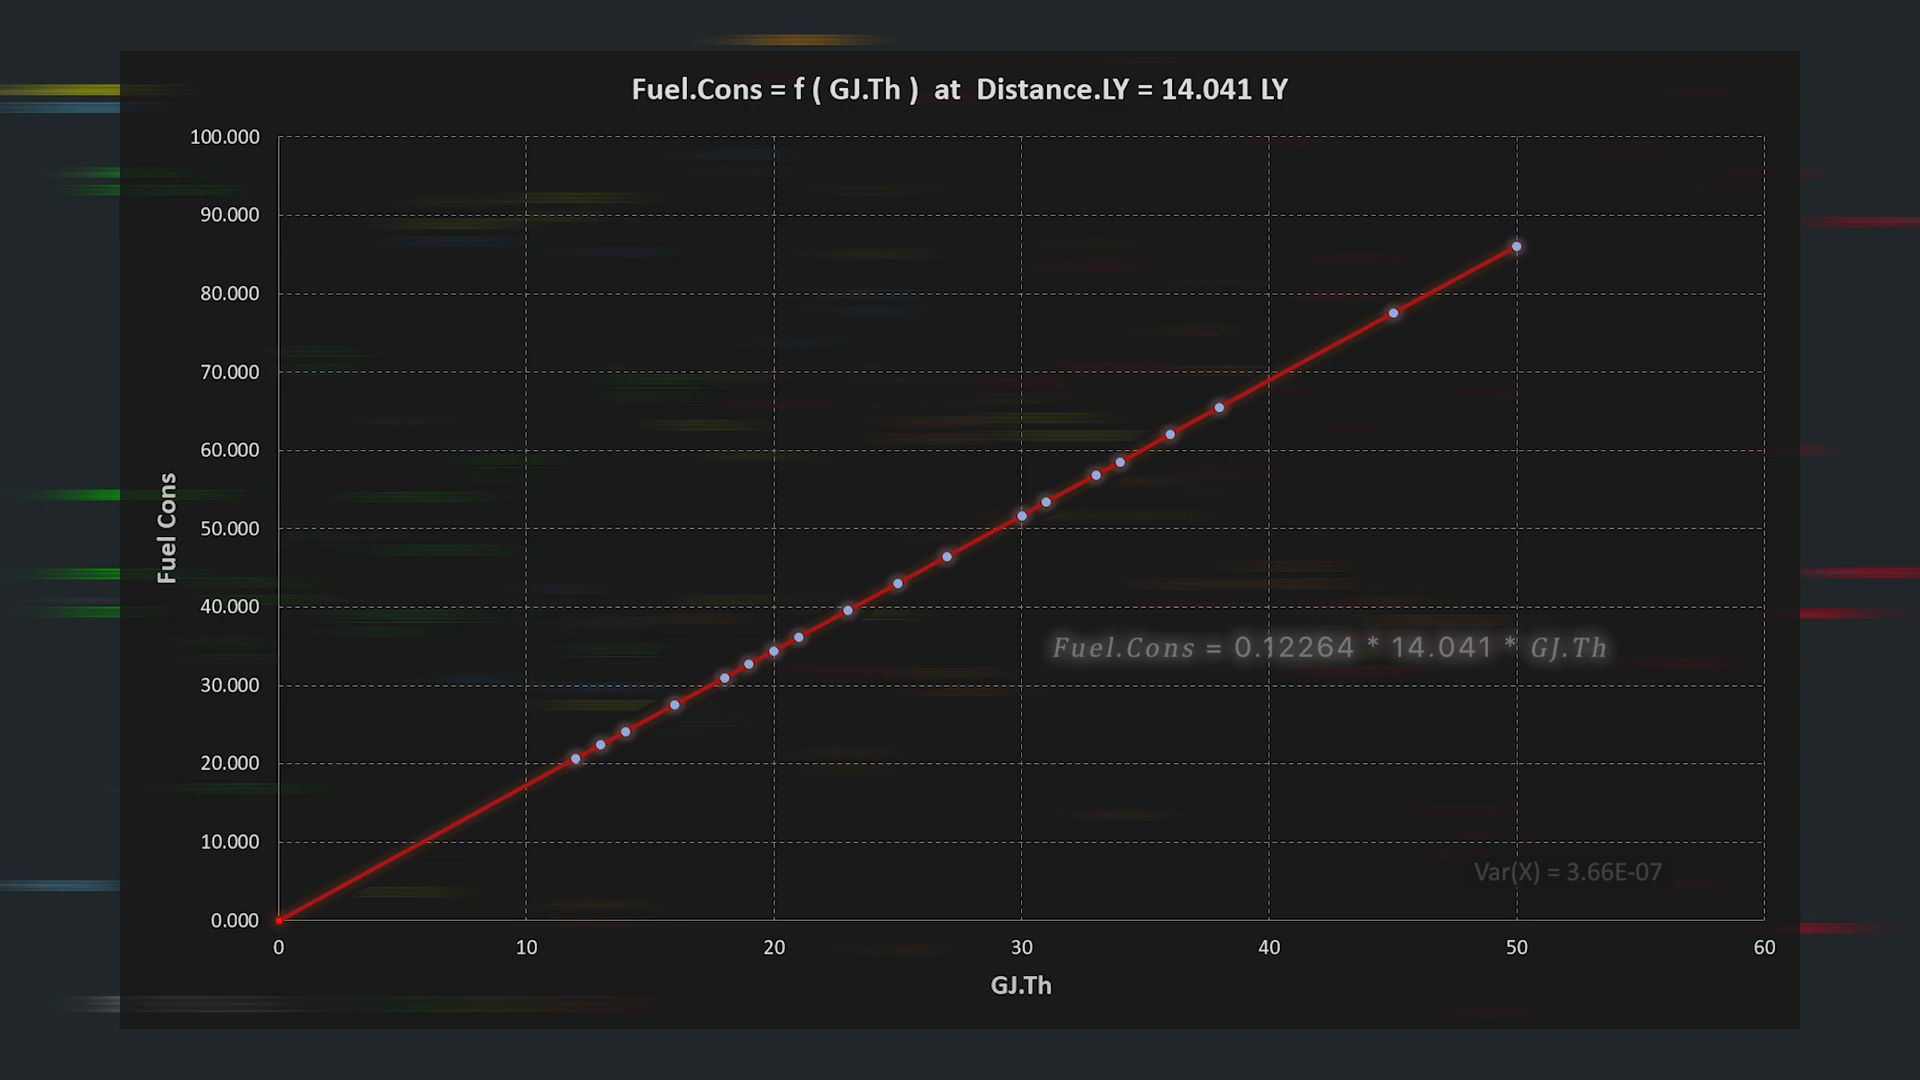 Fuel.Cons = f ( GJ.Th ) at Distance.LY = 14.041 LY
100.000
90.000
80.000
70.000
60.000
50.000
40.000
30.000
20.000
10.000
0.000
Fuel Cons
Fuel.Cons = 0.12264 * 14.041 * GJ.Th
Var(X) = 3.66E-07
0 10 20 30 40 50 60
GJ.Th